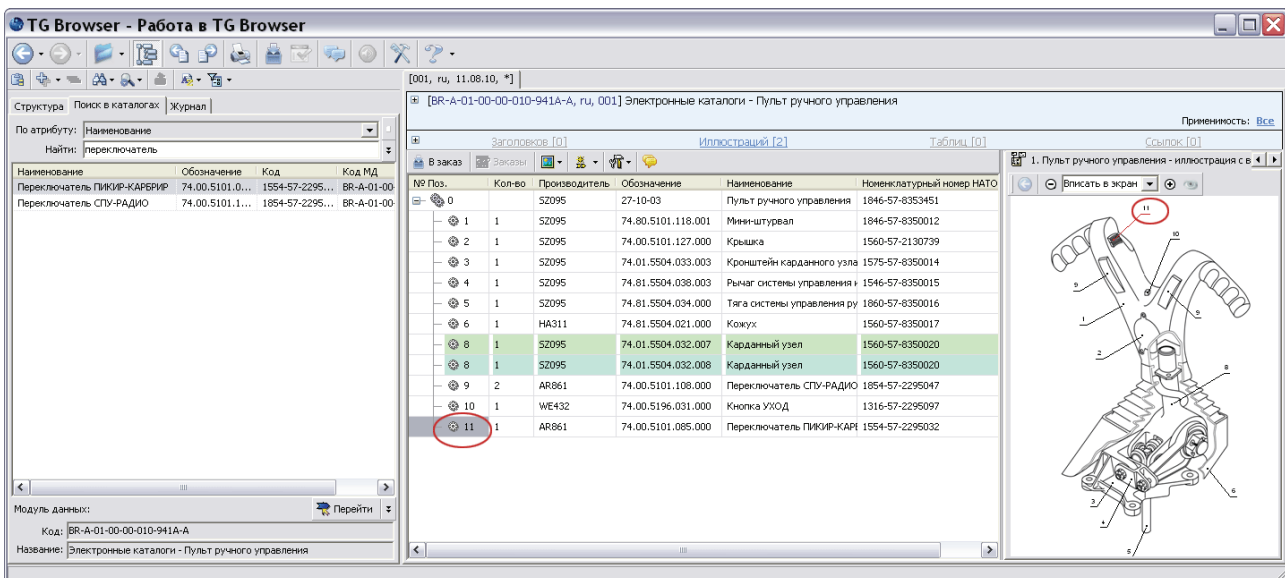 TG Browser - Работа в TG Browser
Структура Поиск в каталогах Журнал
По атрибуту: Наименование
Найти: переключатель
Наименование Обозначение Код Код МД
Переключатель ПИКИР-КАРБРИР 74.00.5101.0... 1554-57-2295... BR-A-01-00
Переключатель СПУ-РАДИО 74.00.5101.1... 1854-57-2295... BR-A-01-00
Модуль данных: Перейти
Код: BR-A-01-00-00-010-941A-A
Название: Электронные каталоги - Пульт ручного управления
[001, ru, 11.08.10, *]
[BR-A-01-00-00-010-941A-A, ru, 001] Электронные каталоги - Пульт ручного управления
Применимость: Все
Заголовков [0] Иллюстраций [2] Таблиц [0] Ссылок [0]
В заказ Заказы
№ Поз. Кол-во Производитель Обозначение Наименование Номенклатурный номер НАТО
0 SZ095 27-10-03 Пульт ручного управления 1846-57-8353451
1 1 SZ095 74.80.5101.118.001 Мини-штурвал 1846-57-8350012
2 1 SZ095 74.00.5101.127.000 Крышка 1560-57-2130739
3 1 SZ095 74.01.5504.033.003 Кронштейн карданного узла 1575-57-8350014
4 1 SZ095 74.81.5504.038.003 Рычаг системы управления 1546-57-8350015
5 1 SZ095 74.01.5504.034.000 Тяга системы управления ру 1860-57-8350016
6 1 HA311 74.81.5504.021.000 Кожух 1560-57-8350017
8 1 SZ095 74.01.5504.032.007 Карданный узел 1560-57-8350020
8 1 SZ095 74.01.5504.032.008 Карданный узел 1560-57-8350020
9 2 AR861 74.00.5101.108.000 Переключатель СПУ-РАДИО 1854-57-2295047
10 1 WE432 74.00.5196.031.000 Кнопка УХОД 1316-57-2295097
11 1 AR861 74.00.5101.085.000 Переключатель ПИКИР-КАРБ 1554-57-2295032
1. Пульт ручного управления - иллюстрация с в
Вписать в экран
11
10
9
9
1
2
8
6
3
4
5